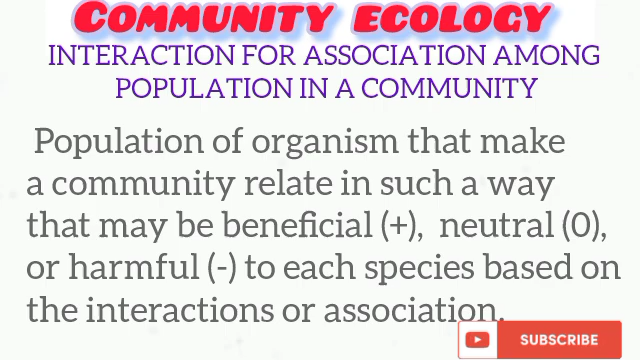 COMMUNITY ECOLOGY
INTERACTION FOR ASSOCIATION AMONG
POPULATION IN A COMMUNITY
Population of organism that make
a community relate in such a way
that may be beneficial (+), neutral (0),
or harmful (-) to each species based on
the interactions or association.
SUBSCRIBE